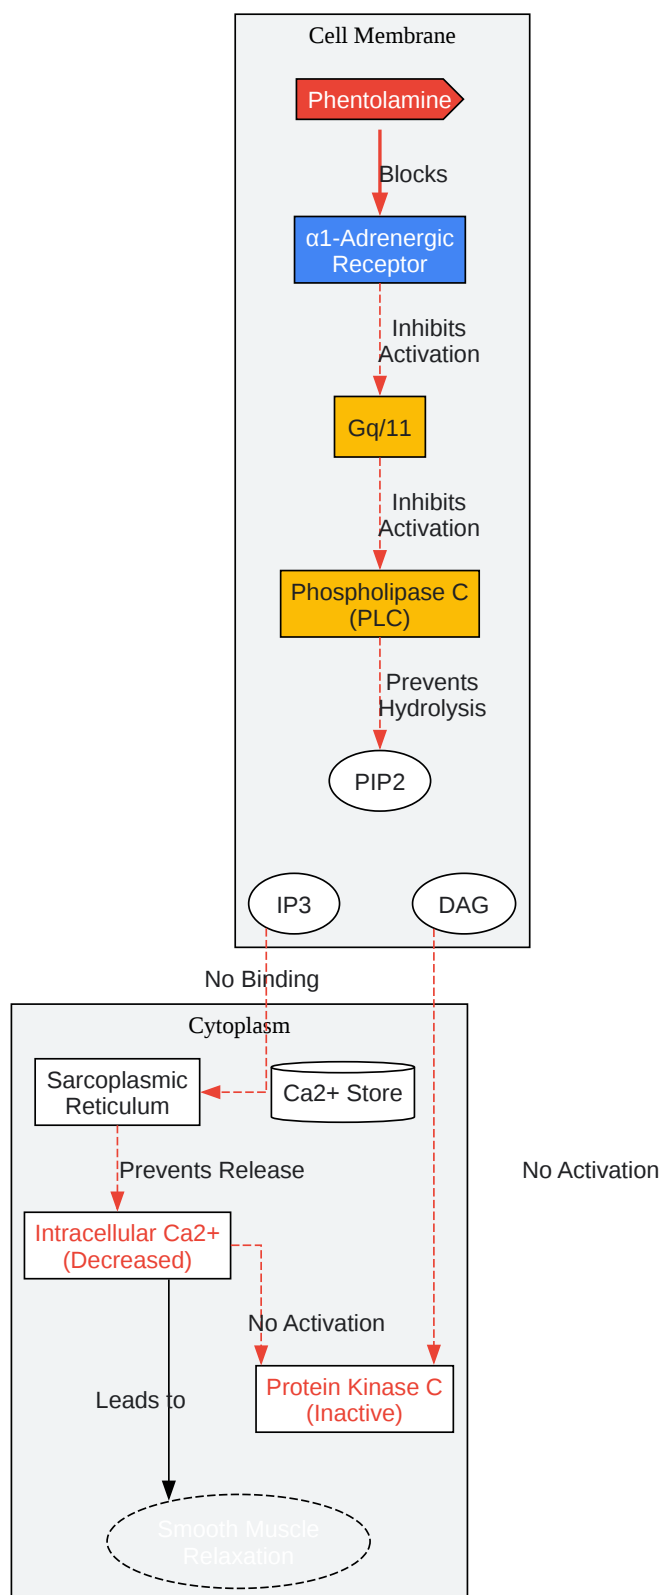 Cell Membrane
Phentolamine
Blocks
α1-Adrenergic
Receptor
Inhibits
Activation
Gq/11
Inhibits
Activation
Phospholipase C
(PLC)
Prevents
Hydrolysis
PIP2
IP3
DAG
No Binding
Cytoplasm
Sarcoplasmic
Reticulum
Ca2+ Store
Prevents Release
No Activation
Intracellular Ca2+
(Decreased)
No Activation
Protein Kinase C
(Inactive)
Leads to
Smooth Muscle
Relaxation